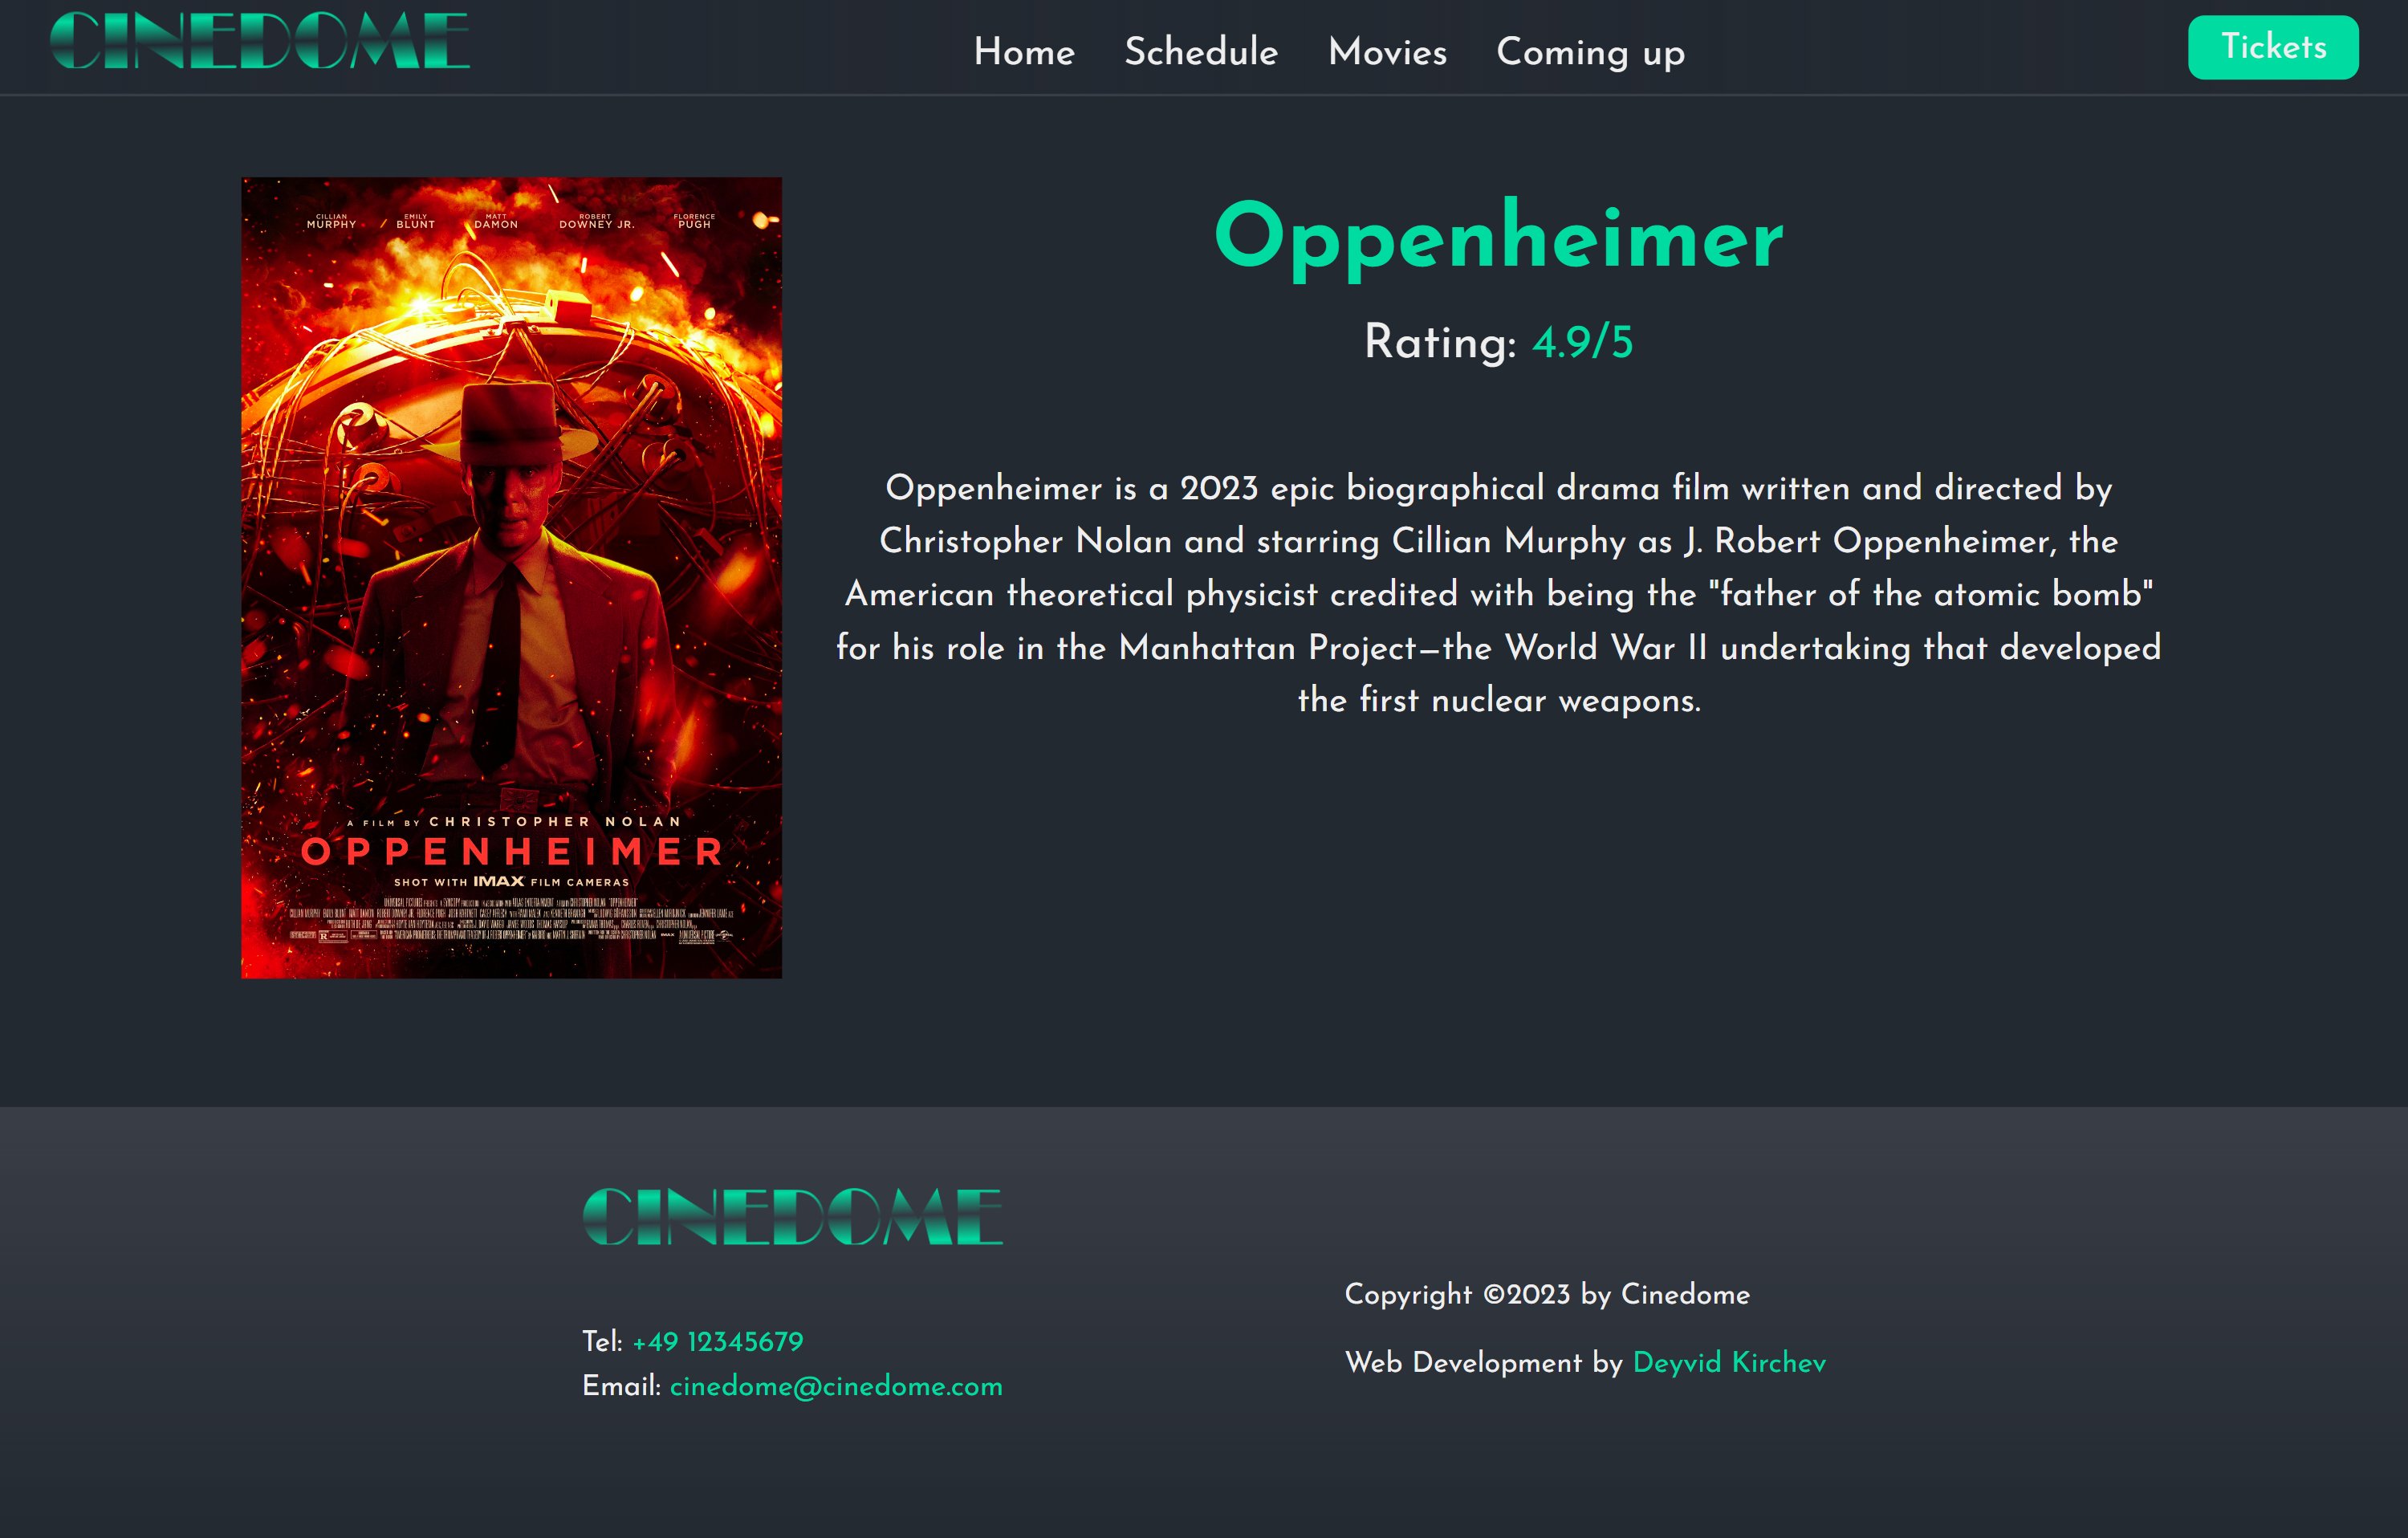 CINEDOME
Home Schedule Movies Coming up
Tickets
CILLIAN MURPHY EMILY BLUNT MATT DAMON ROBERT DOWNEY JR. FLORENCE PUGH
A FILM BY CHRISTOPHER NOLAN
OPPENHEIMER
SHOT WITH IMAX FILM CAMERAS
Oppenheimer
Rating: 4.9/5
Oppenheimer is a 2023 epic biographical drama film written and directed by
Christopher Nolan and starring Cillian Murphy as J. Robert Oppenheimer, the
American theoretical physicist credited with being the "father of the atomic bomb"
for his role in the Manhattan Project—the World War II undertaking that developed
the first nuclear weapons.
CINEDOME
Tel: +49 12345679
Email: cinedome@cinedome.com
Copyright ©2023 by Cinedome
Web Development by Deyvid Kirchev